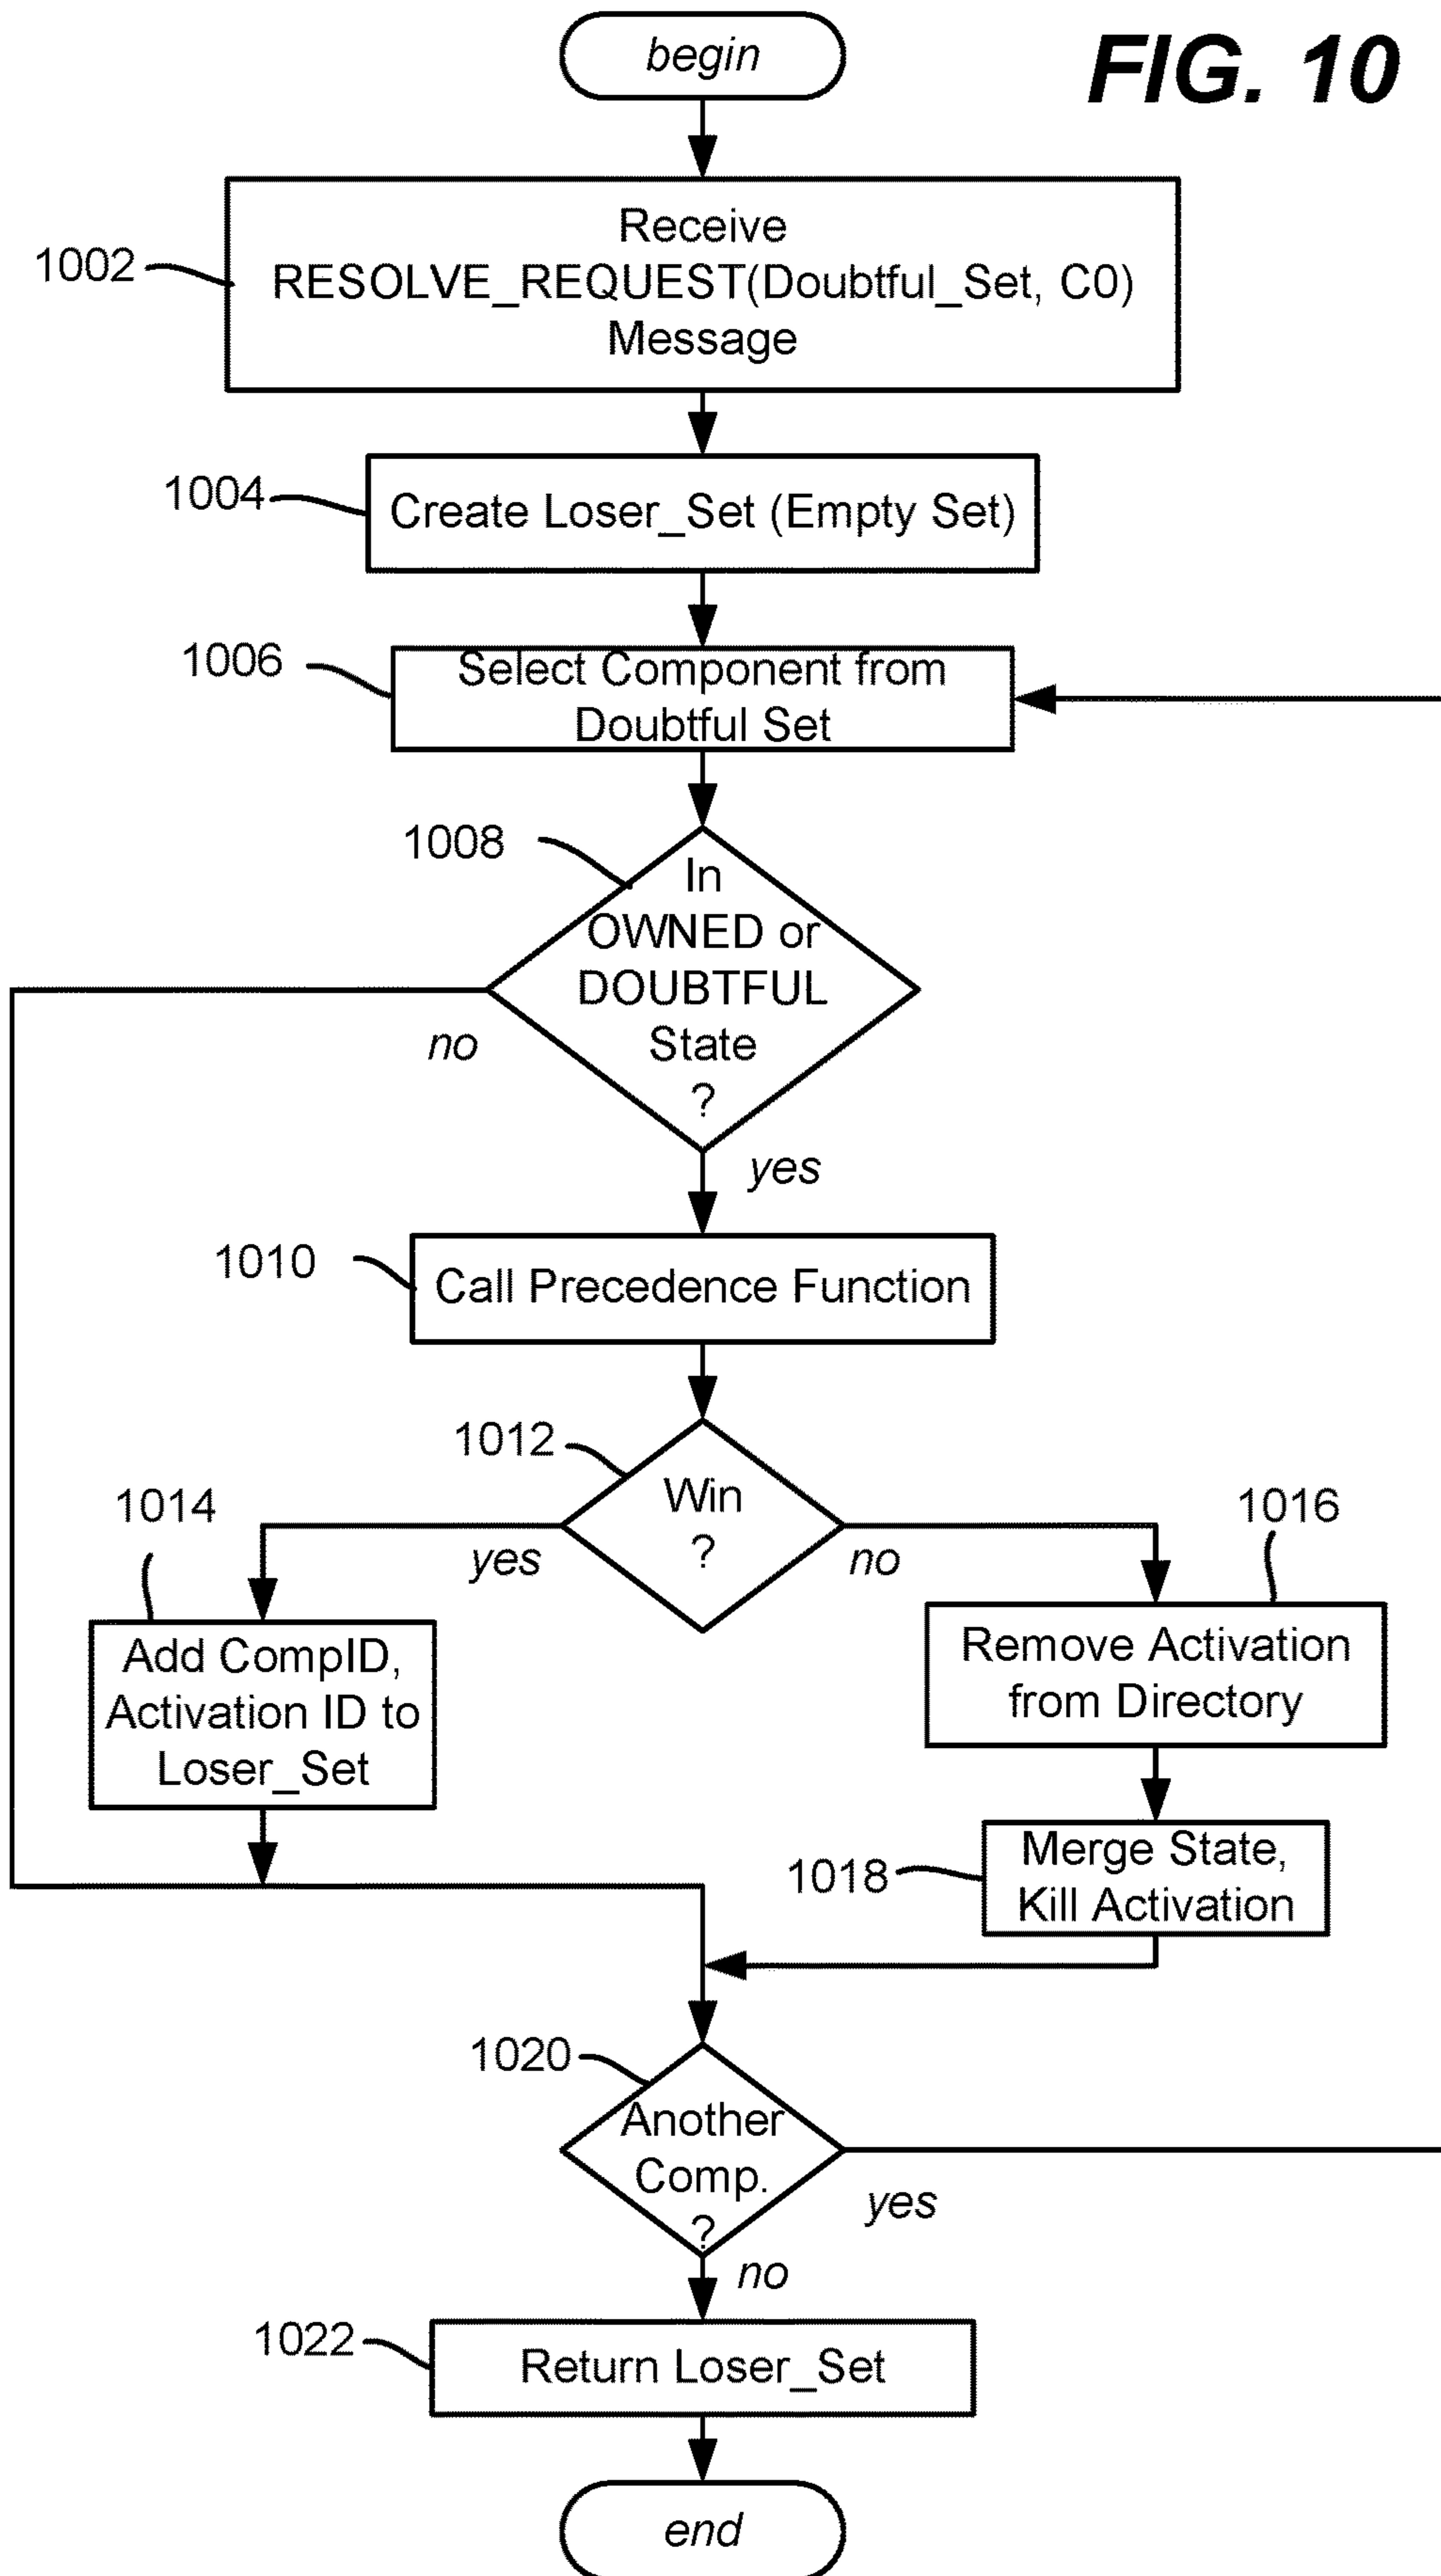 begin
FIG. 10
1002
Receive
RESOLVE_REQUEST(Doubtful_Set, C0)
Message
1004
Create Loser_Set (Empty Set)
1006
Select Component from
Doubtful Set
1008
In
OWNED or
DOUBTFUL
State
?
no
yes
1010
Call Precedence Function
1012
Win
?
yes
no
1014
Add CompID,
Activation ID to
Loser_Set
1016
Remove Activation
from Directory
1018
Merge State,
Kill Activation
1020
Another
Comp.
?
yes
no
1022
Return Loser_Set
end